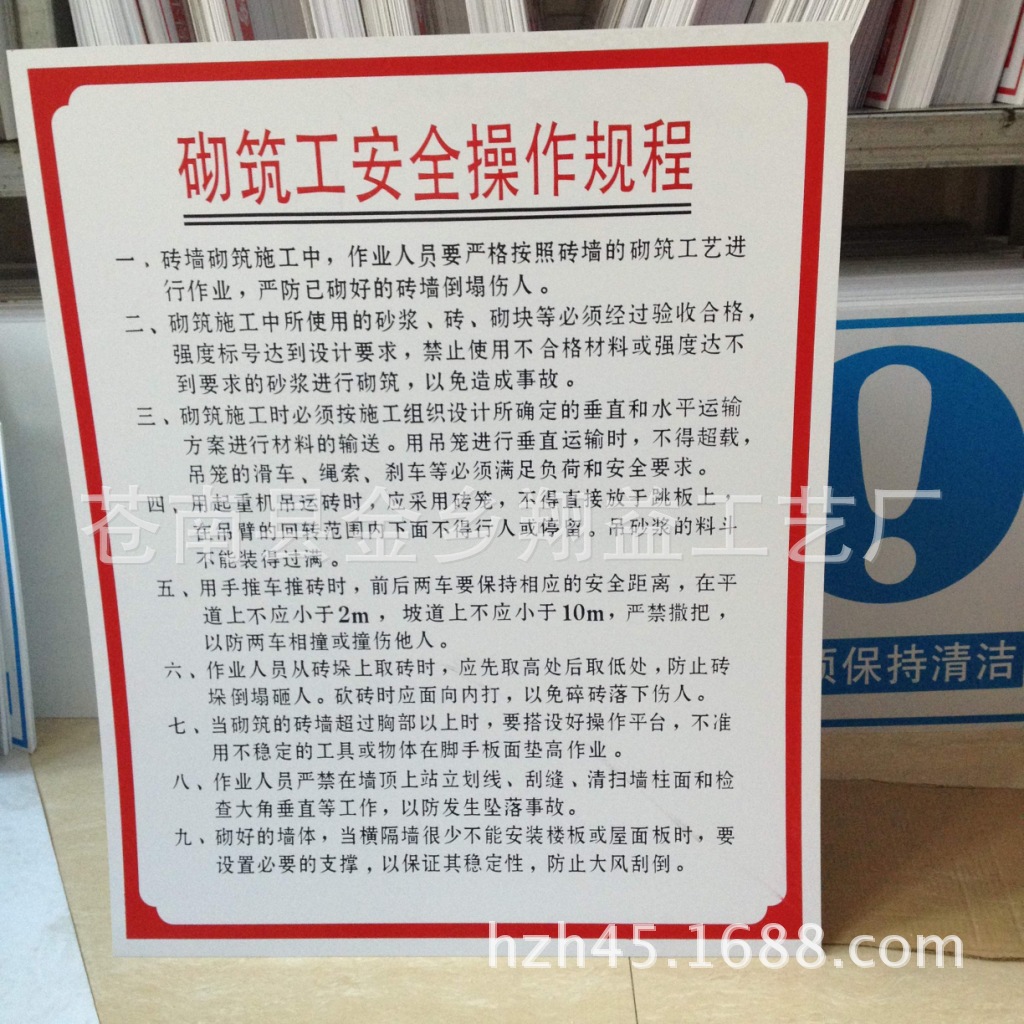 砌筑工安全操作规程
一、砖墙砌筑施工中，作业人员要严格按照砖墙的砌筑工艺进
行作业，严防已砌好的砖墙倒塌伤人。
二、砌筑施工中所使用的砂浆、砖、砌块等必须经过验收合格，
强度标号达到设计要求，禁止使用不合格材料或强度达不
到要求的砂浆进行砌筑，以免造成事故。
三、砌筑施工时必须按施工组织设计所确定的垂直和水平运输
方案进行材料的输送。用吊笼进行垂直运输时，不得超载，
吊笼的滑车、绳索、刹车等必须满足负荷和安全要求。
四、用起重机吊运砖时，应采用砖笼，不得直接放于跳板上，
在吊臂的回转范围内下面不得行人或停留。吊砂浆的料斗
不能装得过满。
五、用手推车推砖时，前后两车要保持相应的安全距离，在平
道上不应小于2m，坡道上不应小于10m，严禁撒把，
以防两车相撞或撞伤他人。
六、作业人员从砖垛上取砖时，应先取高处后取低处，防止砖
垛倒塌砸人。砍砖时应面向内打，以免碎砖落下伤人。
七、当砌筑的砖墙超过胸部以上时，要搭设好操作平台，不准
用不稳定的工具或物体在脚手板面垫高作业。
八、作业人员严禁在墙顶上站立划线、刮缝、清扫墙柱面和检
查大角垂直等工作，以防发生坠落事故。
九、砌好的墙体，当横隔墙很少不能安装楼板或屋面板时，要
设置必要的支撑，以保证其稳定性，防止大风刮倒。
苍南县金乡翔益工艺厂
须保持清洁
hzh45.1688.com